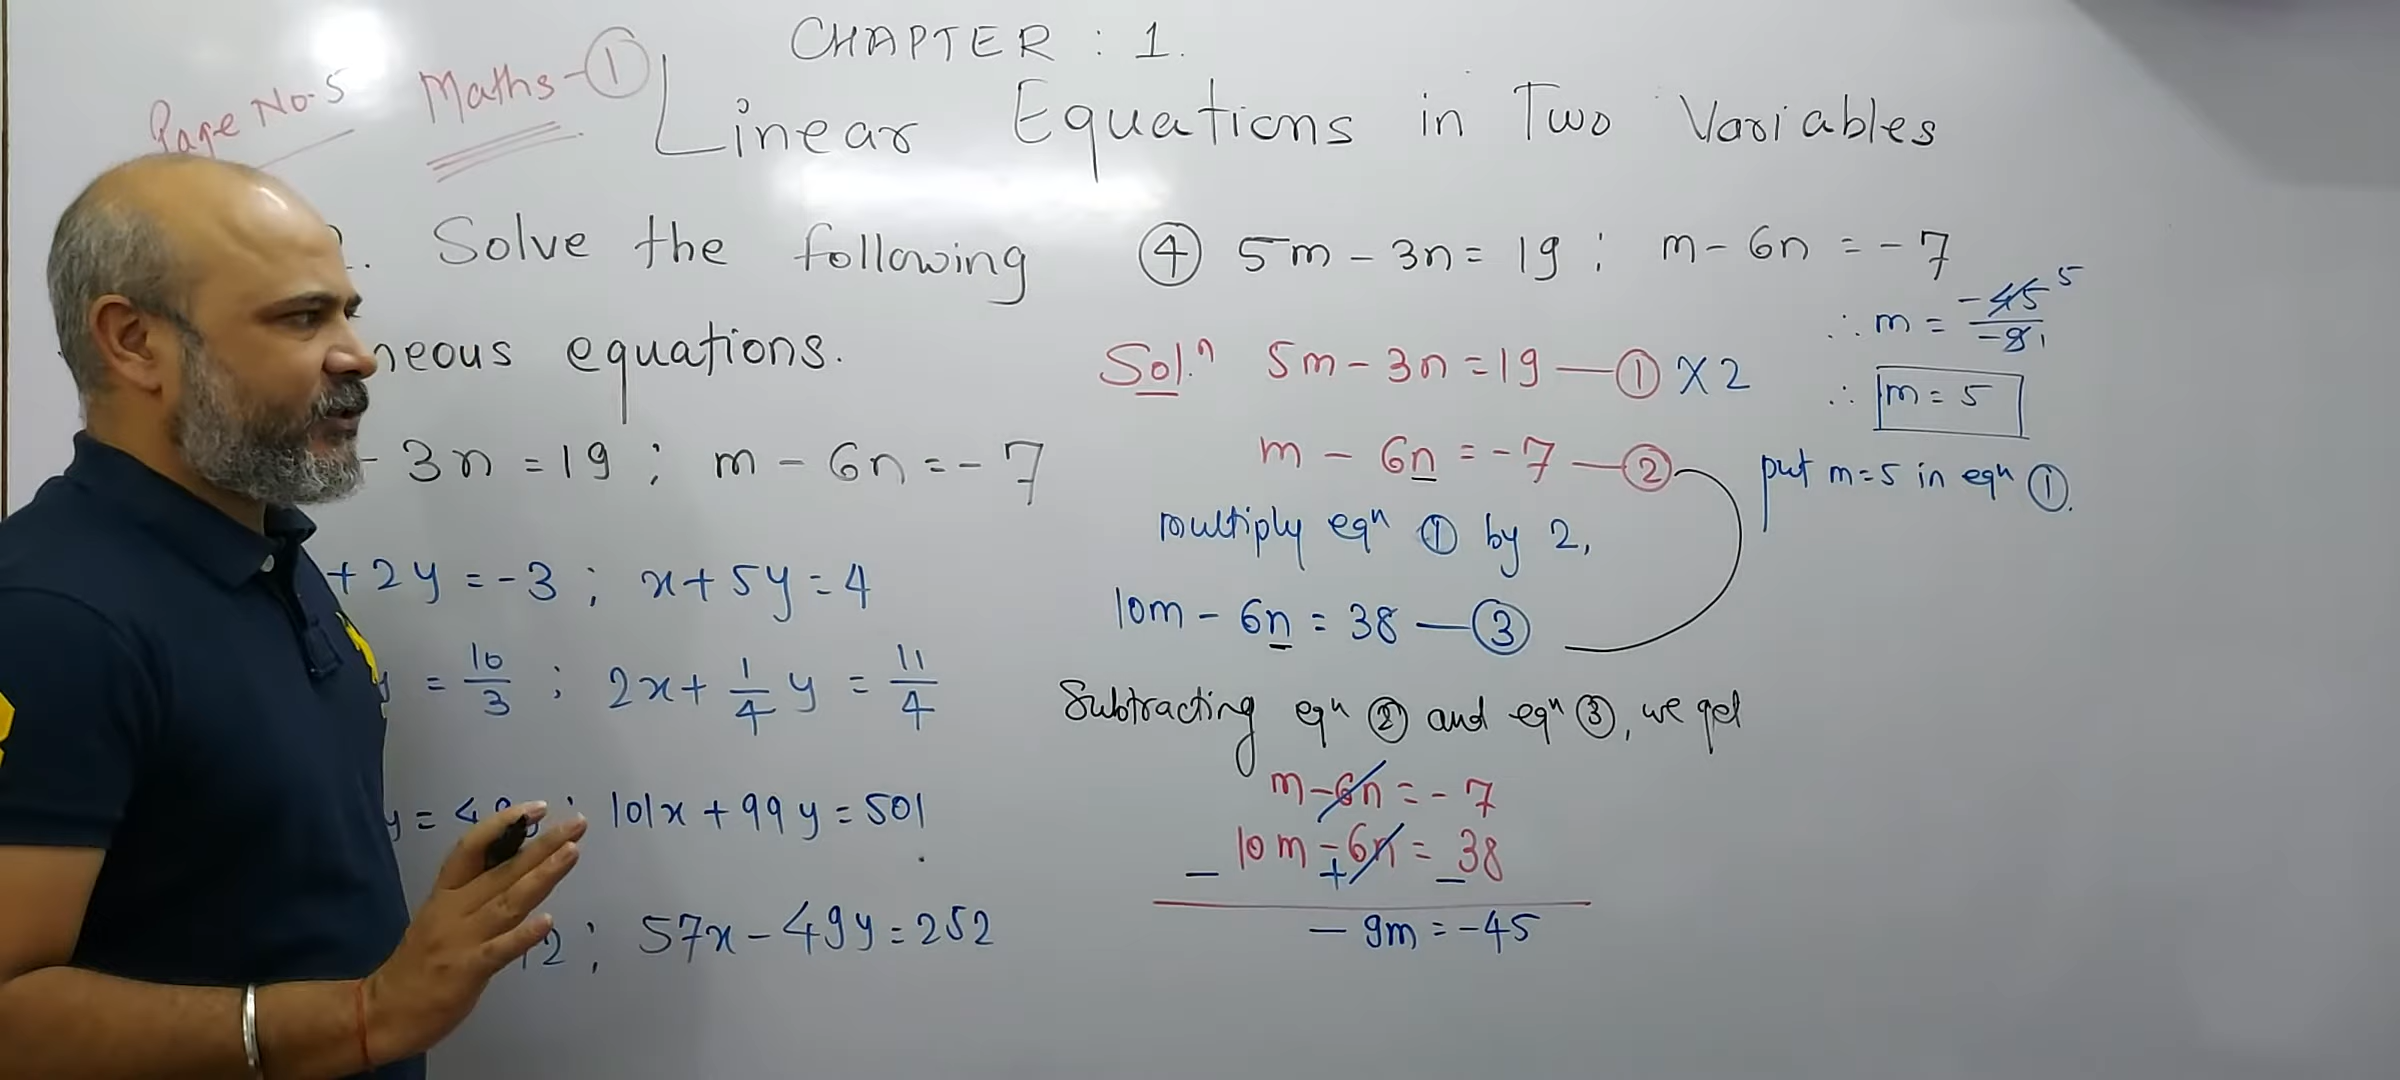 CHAPTER : 1.
Page No.5 Maths-①
Linear Equations in Two Variables
Solve the following
equations.
- 3n = 19 ; m - 6n = - 7
+ 2y = -3 ; x + 5y = 4
y = 10/3 ; 2x + 1/4 y = 11/4
; 101x + 99y = 501
; 57x - 49y = 252
④ 5m - 3n = 19 ; m - 6n = - 7
Sol.ⁿ 5m - 3n = 19 — ① X 2
m - 6n = - 7 — ②
multiply eqⁿ ① by 2,
10m - 6n = 38 — ③
Subtracting eqⁿ ② and eqⁿ ③, we get
m - 6n = - 7
10m - 6n = 38
- + -
- 9m = -45
∴ m = -45/-9 5 1
∴ m = 5
put m=5 in eqⁿ ①.